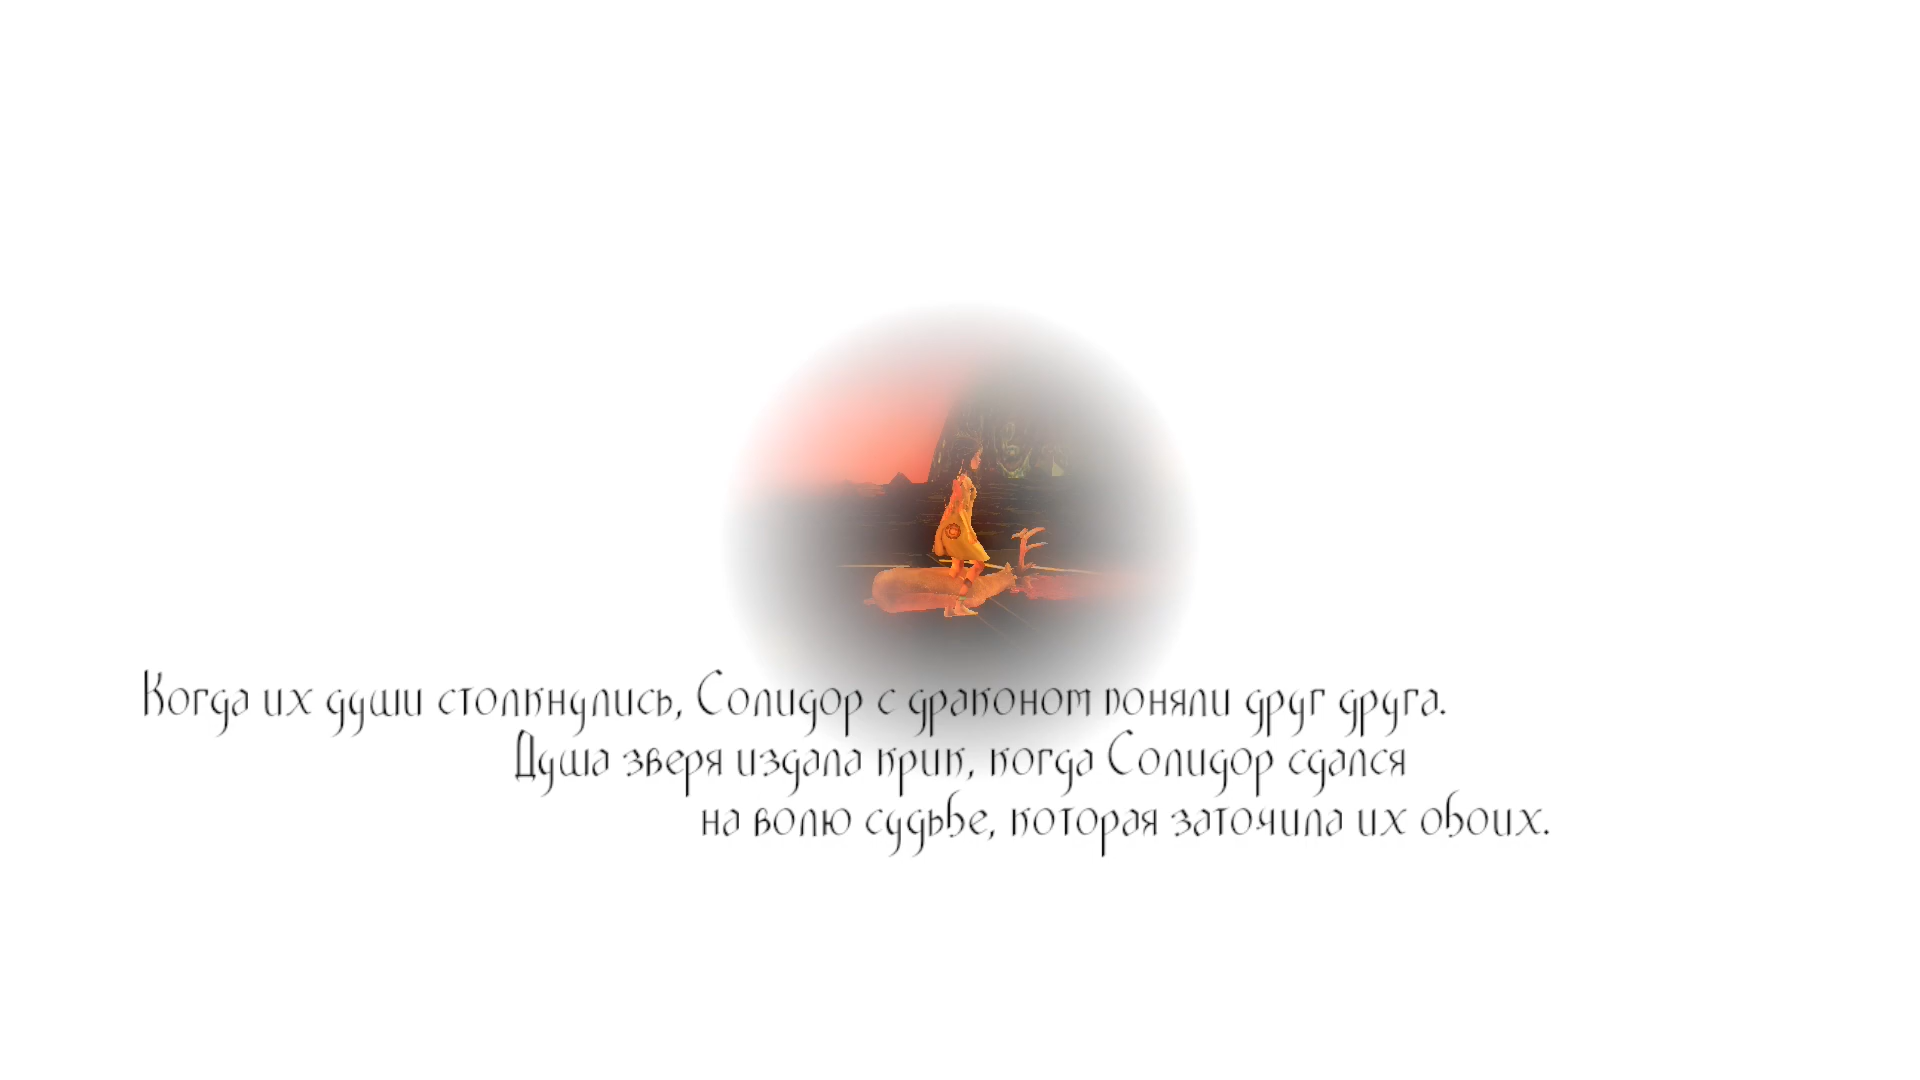 Когда их души столкнулись, Солидор с драконом поняли друг друга.
Душа зверя издала крик, когда Солидор сдался
на волю судьбе, которая заточила их обоих.